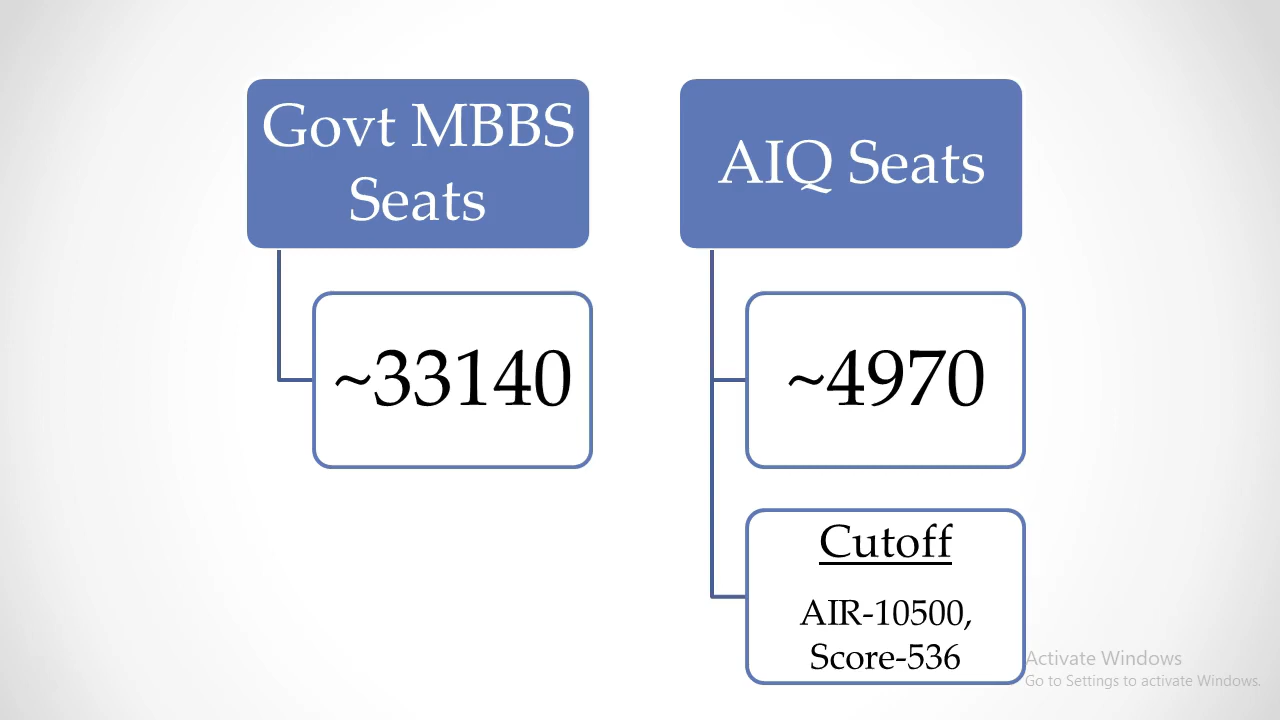 Govt MBBS
Seats
~33140
AIQ Seats
~4970
Cutoff
AIR-10500,
Score-536
Activate Windows
Go to Settings to activate Windows.